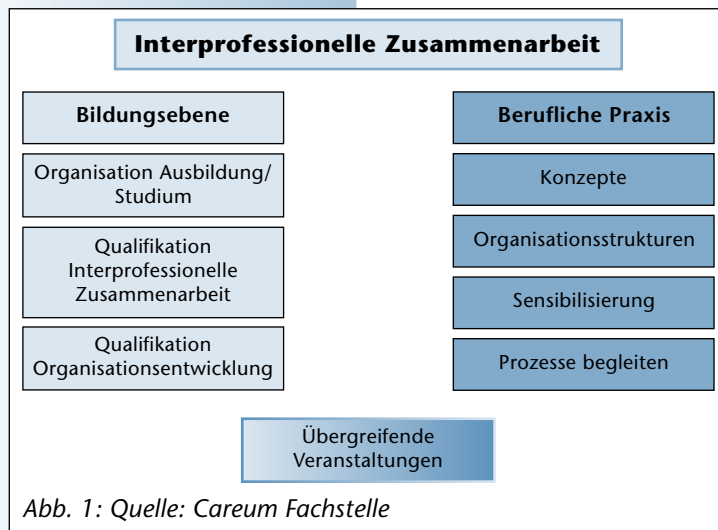 Interprofessionelle Zusammenarbeit
Bildungsebene
Organisation Ausbildung/
Studium
Qualifikation
Interprofessionelle
Zusammenarbeit
Qualifikation
Organisationsentwicklung
Berufliche Praxis
Konzepte
Organisationsstrukturen
Sensibilisierung
Prozesse begleiten
Übergreifende
Veranstaltungen
Abb. 1: Quelle: Careum Fachstelle